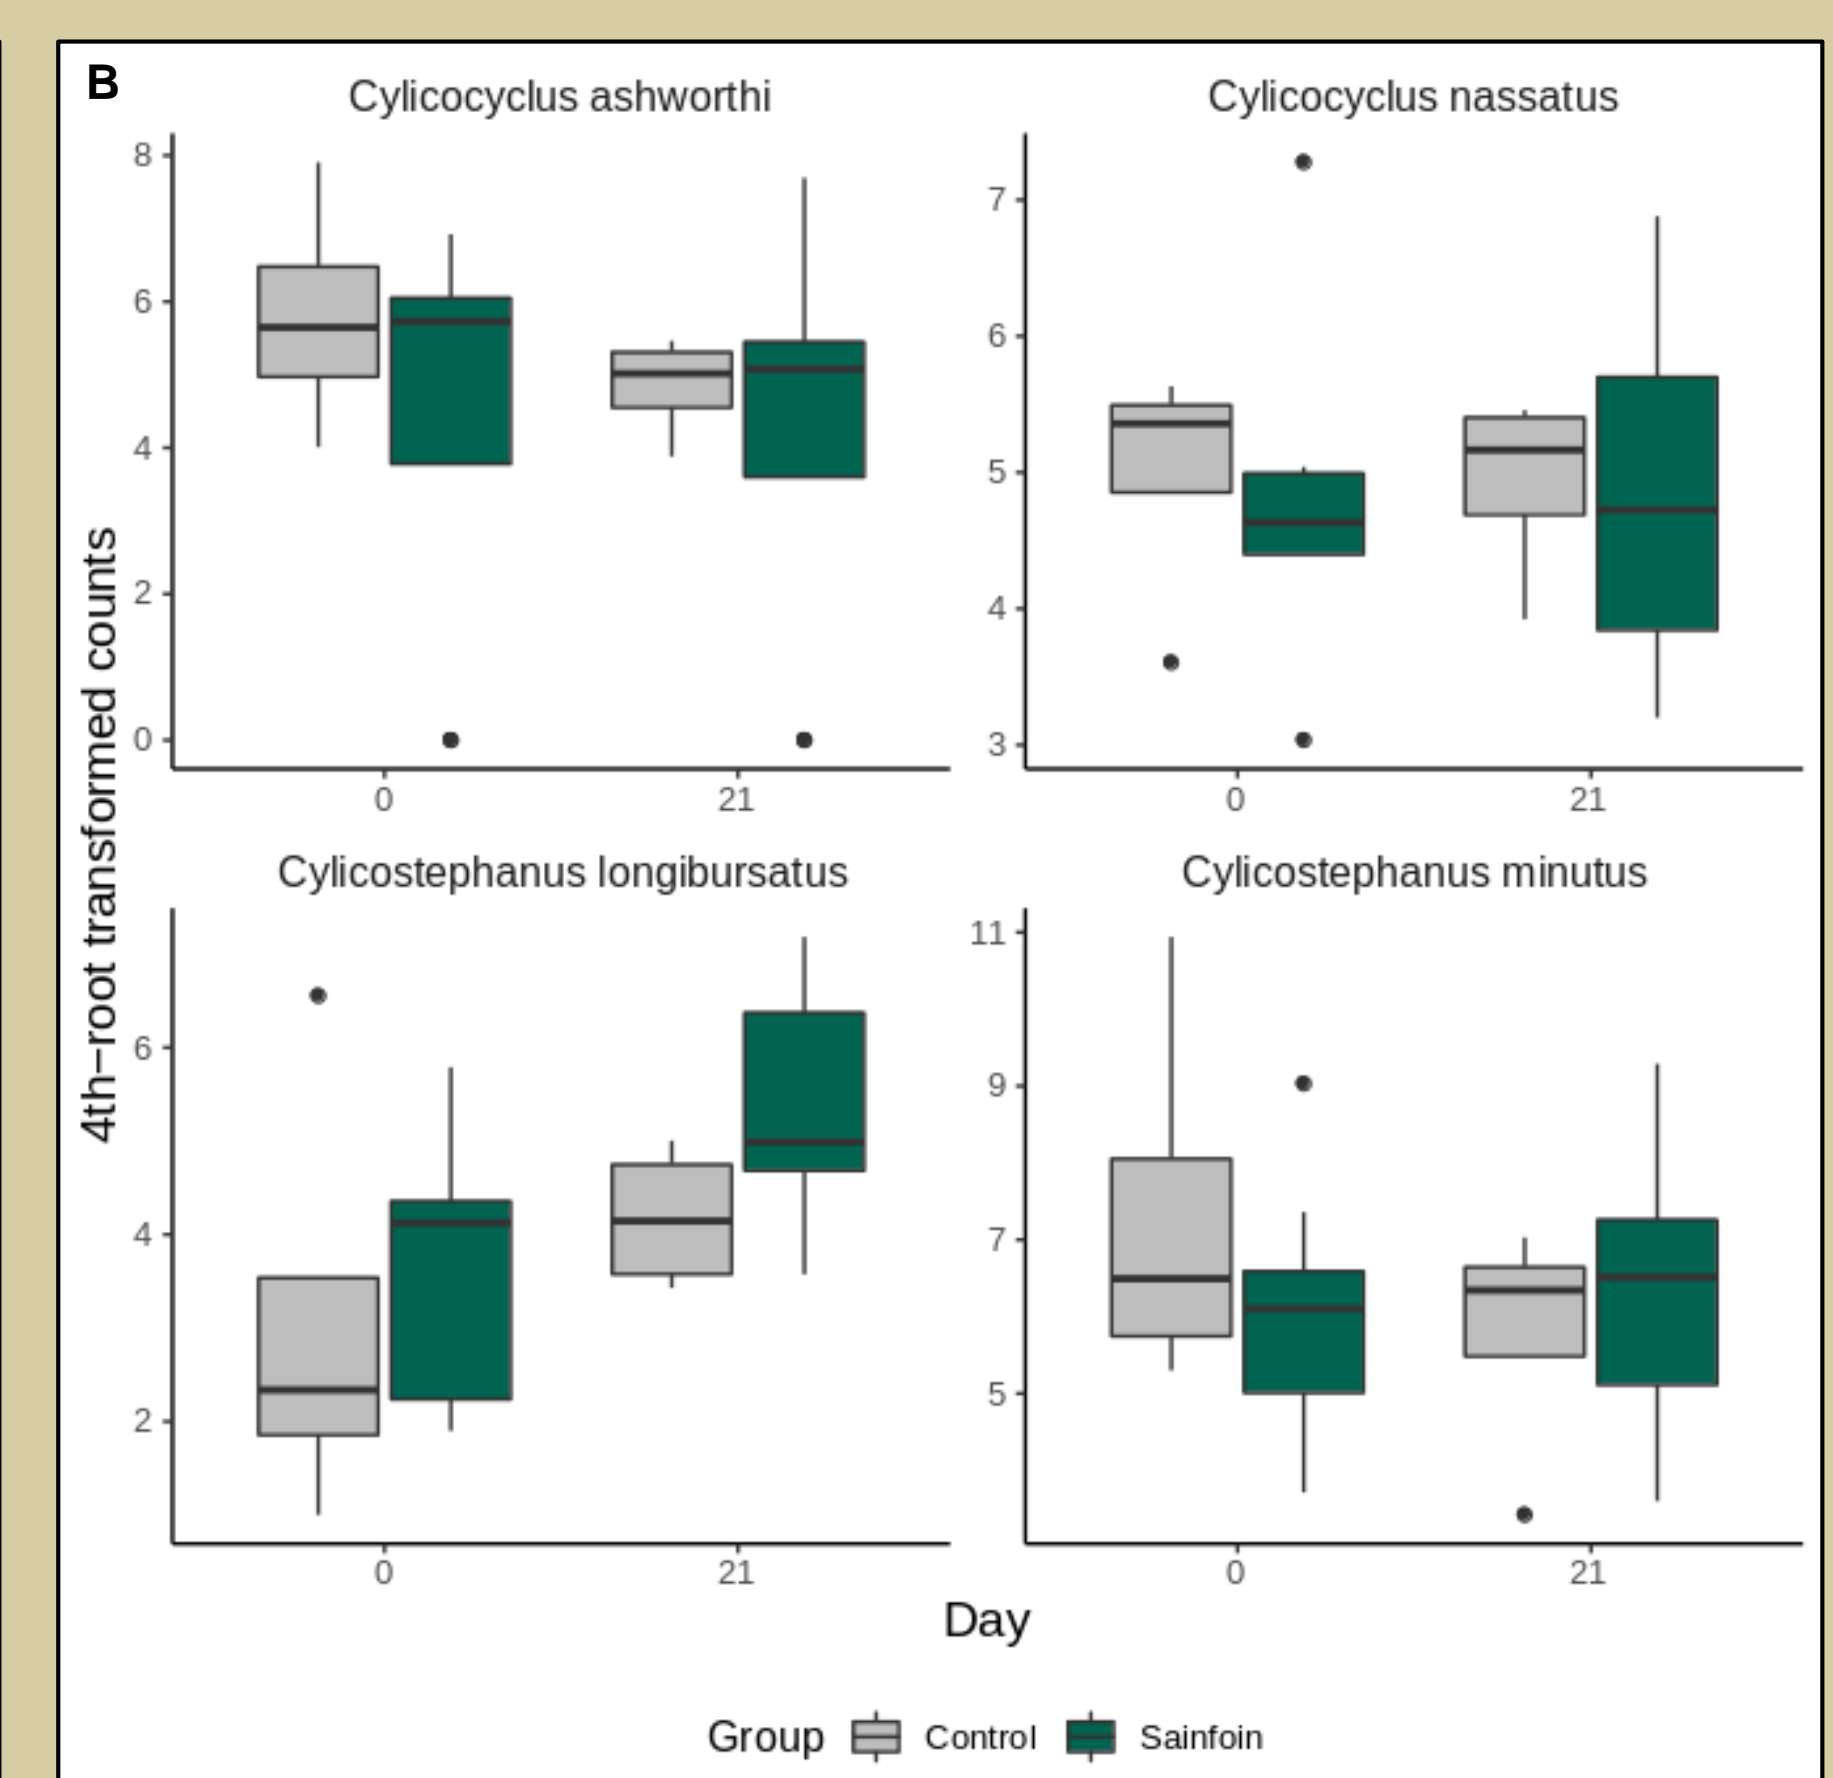 B
Cylicocyclus ashworthi
Cylicocyclus nassatus
4th−root transformed counts
8
6
4
2
0
0 21
7
6
5
4
3
0 21
Cylicostephanus longibursatus
Cylicostephanus minutus
6
4
2
0 21
11
9
7
5
0 21
Day
Group Control Sainfoin